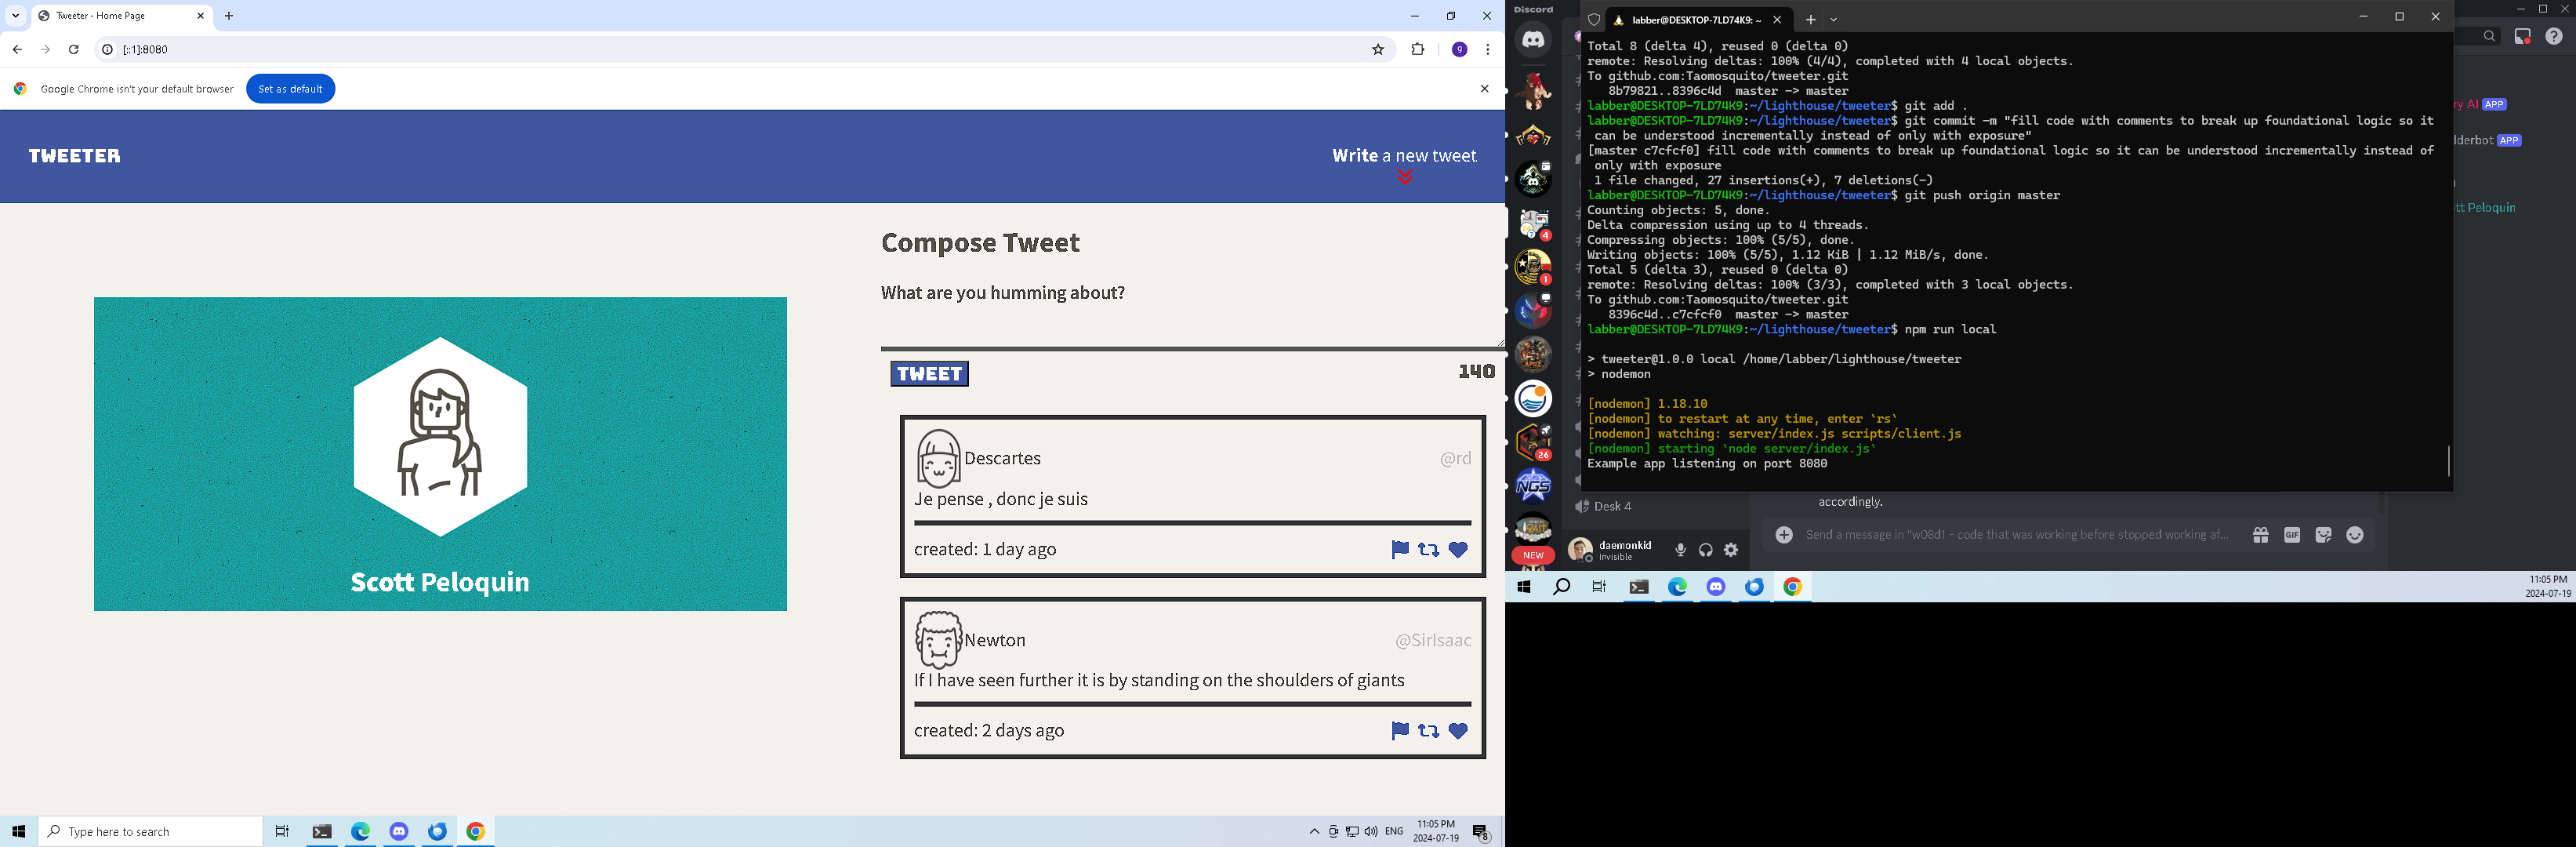 Tweeter - Home Page
[::1]:8080
Google Chrome isn't your default browser
Set as default
TWEETER
Write a new tweet
Compose Tweet
What are you humming about?
TWEET
140
Scott Peloquin
Descartes
@rd
Je pense , donc je suis
created: 1 day ago
Newton
@SirIsaac
If I have seen further it is by standing on the shoulders of giants
created: 2 days ago
Type here to search
ENG
11:05 PM
2024-07-19
8
Discord
labber@DESKTOP-7LD74K9: ~
Total 8 (delta 4), reused 0 (delta 0)
remote: Resolving deltas: 100% (4/4), completed with 4 local objects.
To github.com:Taomosquito/tweeter.git
8b79821..8396c4d  master -> master
labber@DESKTOP-7LD74K9:~/lighthouse/tweeter$ git add .
labber@DESKTOP-7LD74K9:~/lighthouse/tweeter$ git commit -m "fill code with comments to break up foundational logic so it
can be understood incrementally instead of only with exposure"
[master c7cfcf0] fill code with comments to break up foundational logic so it can be understood incrementally instead of
only with exposure
1 file changed, 27 insertions(+), 7 deletions(-)
labber@DESKTOP-7LD74K9:~/lighthouse/tweeter$ git push origin master
Counting objects: 5, done.
Delta compression using up to 4 threads.
Compressing objects: 100% (5/5), done.
Writing objects: 100% (5/5), 1.12 KiB | 1.12 MiB/s, done.
Total 5 (delta 3), reused 0 (delta 0)
remote: Resolving deltas: 100% (3/3), completed with 3 local objects.
To github.com:Taomosquito/tweeter.git
8396c4d..c7cfcf0  master -> master
labber@DESKTOP-7LD74K9:~/lighthouse/tweeter$ npm run local
> tweeter@1.0.0 local /home/labber/lighthouse/tweeter
> nodemon
[nodemon] 1.18.10
[nodemon] to restart at any time, enter `rs`
[nodemon] watching: server/index.js scripts/client.js
[nodemon] starting `node server/index.js`
Example app listening on port 8080
ry AI APP
dderbot APP
tt Peloquin
4
1
26
NGS
NEW
accordingly.
Desk 4
Send a message in "w08d1 - code that was working before stopped working af...
GIF
daemonkid
Invisible
11:05 PM
2024-07-19